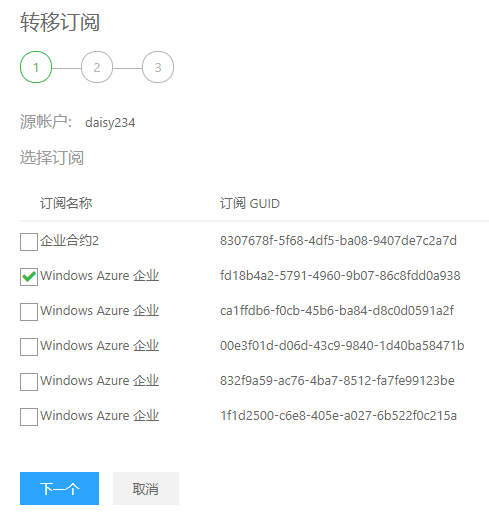 转移订阅
1 2 3
源帐户: daisy234
选择订阅
订阅名称 订阅 GUID
企业合约2 8307678f-5f68-4df5-ba08-9407de7c2a7d
Windows Azure 企业 fd18b4a2-5791-4960-9b07-86c8fdd0a938
Windows Azure 企业 ca1ffdb6-f0cb-45b6-ba84-d8c0d0591a2f
Windows Azure 企业 00e3f01d-d06d-43c9-9840-1d40ba58471b
Windows Azure 企业 832f9a59-ac76-4ba7-8512-fa7fe99123be
Windows Azure 企业 1f1d2500-c6e8-405e-a027-6b522f0c215a
下一个 取消